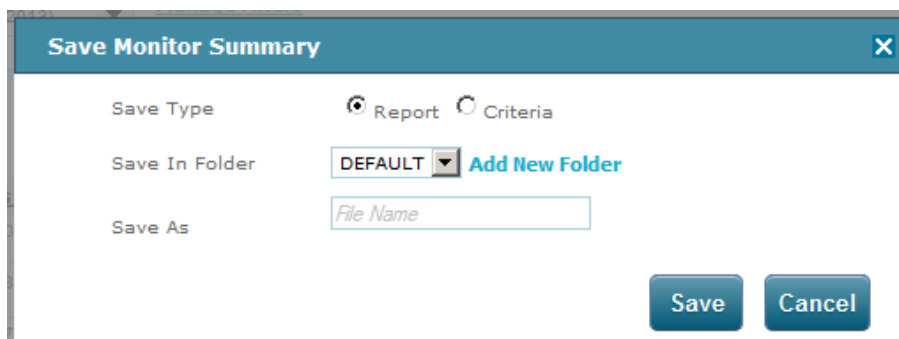 2013)
Save Monitor Summary X
Save Type Report Criteria
Save In Folder DEFAULT Add New Folder
Save As File Name
Save Cancel